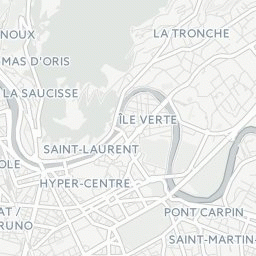 NOUX
LA TRONCHE
MAS D'ORIS
LA SAUCISSE
ÎLE VERTE
SAINT-LAURENT
OLE
HYPER-CENTRE
AT /
RUNO
PONT CARPIN
SAINT-MARTIN-